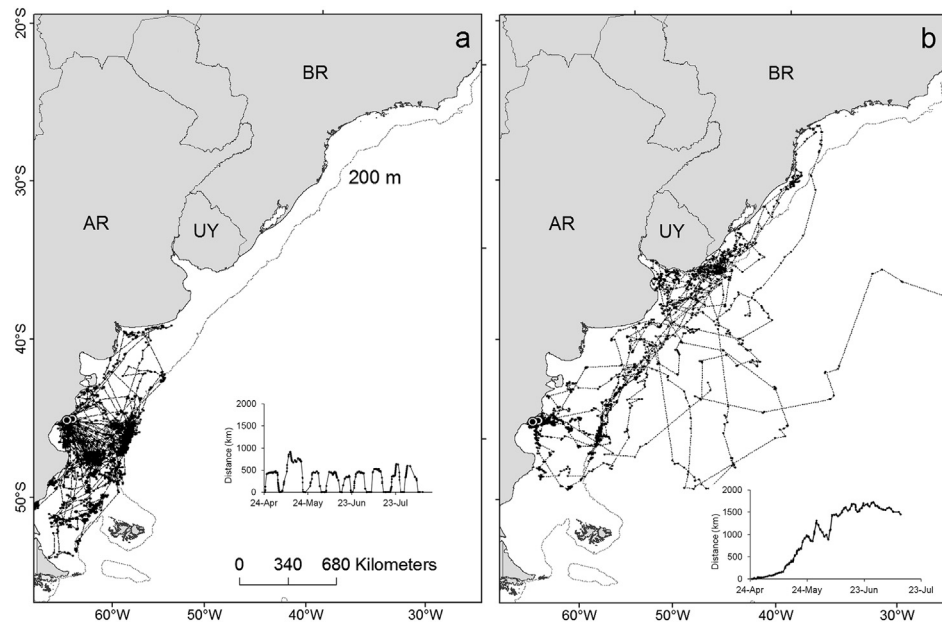 a
b
20°S
30°S
40°S
50°S
BR
AR
UY
200 m
BR
AR
UY
Distance (km)
2000
1500
1000
500
0
24-Apr 24-May 23-Jun 23-Jul
0 340 680 Kilometers
Distance (km)
2000
1500
1000
500
0
24-Apr 24-May 23-Jun 23-Jul
60°W 50°W 40°W 30°W
60°W 50°W 40°W 30°W